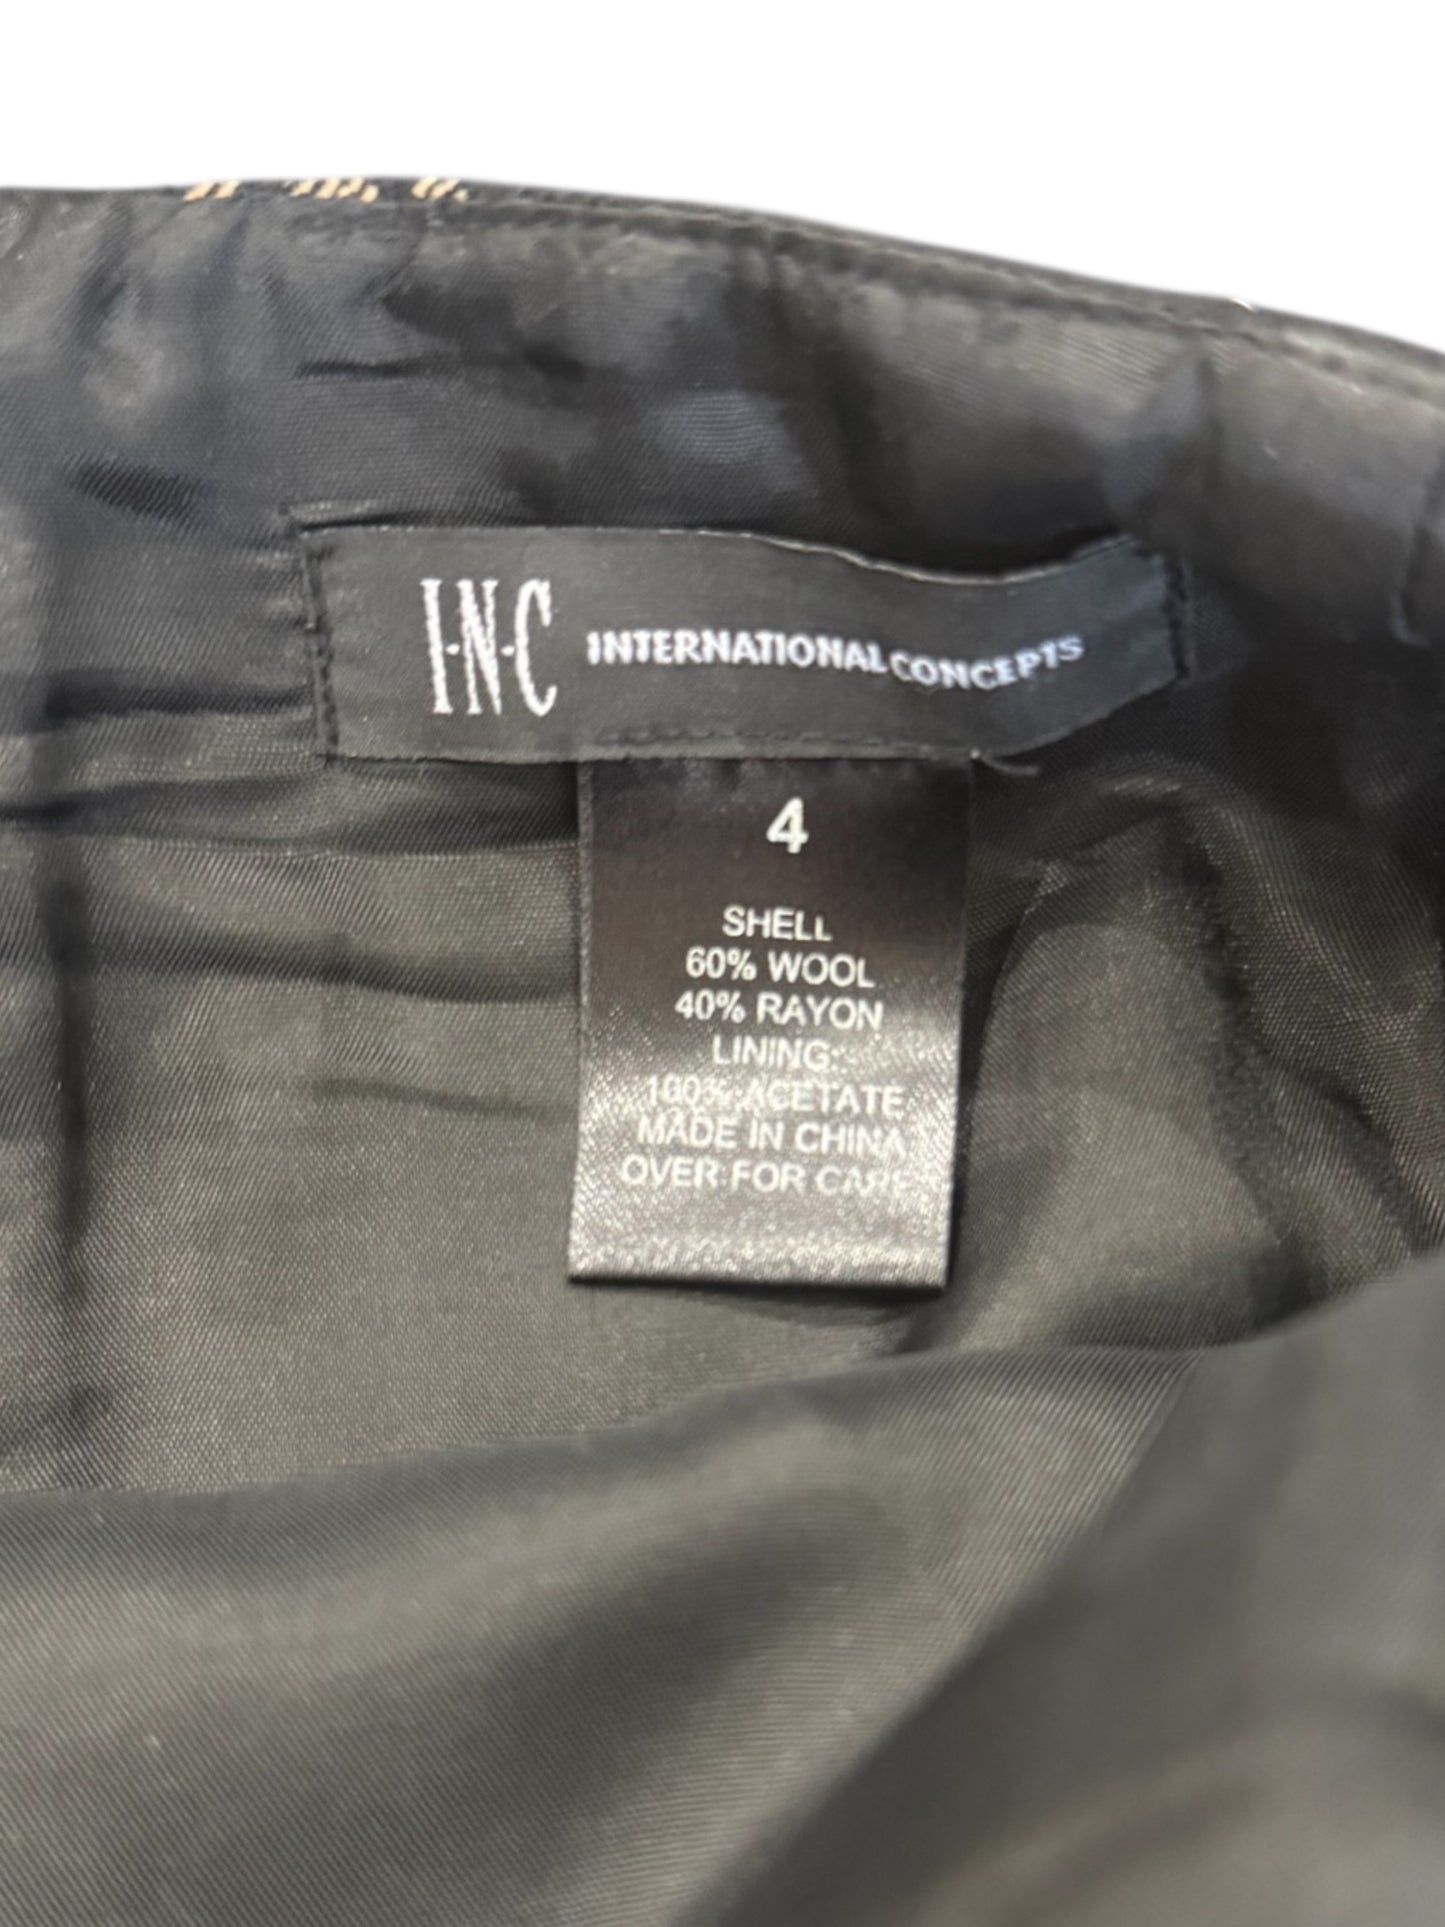 I·N·C INTERNATIONAL CONCEPTS
4
SHELL
60% WOOL
40% RAYON
LINING:
100% ACETATE
MADE IN CHINA
OVER FOR CARE